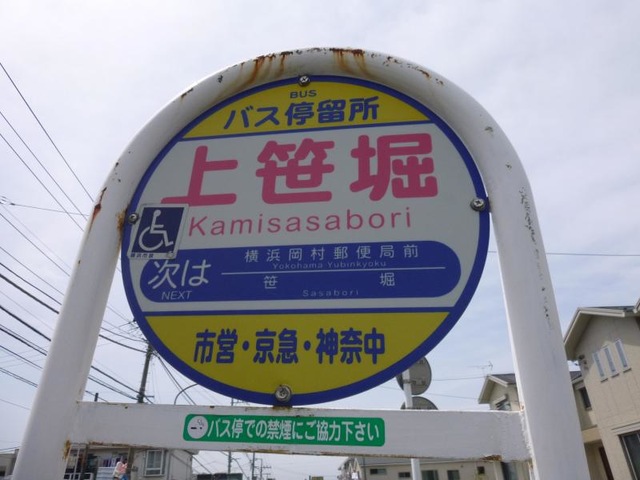 BUS
バス停留所
上笹堀
Kamisasabori
次は
NEXT
横浜岡村郵便局前
Yokohama-Yubinkyoku
笹堀
Sasabori
市営・京急・神奈中
バス停での禁煙にご協力下さい